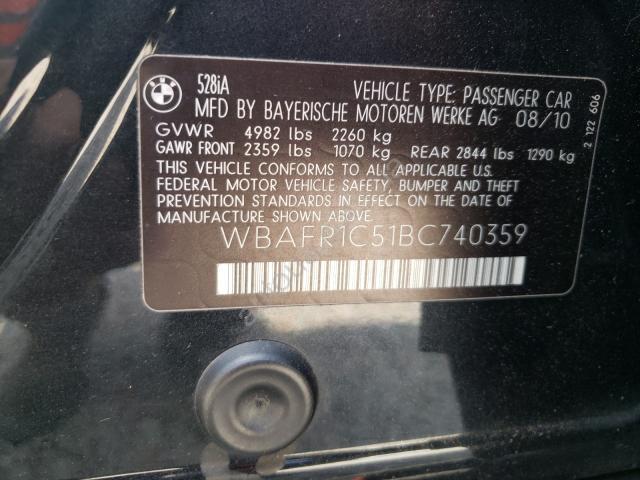 BMW
528iA VEHICLE TYPE: PASSENGER CAR
MFD BY BAYERISCHE MOTOREN WERKE AG 08/10
GVWR 4982 lbs 2260 kg
GAWR FRONT 2359 lbs 1070 kg REAR 2844 lbs 1290 kg
THIS VEHICLE CONFORMS TO ALL APPLICABLE U.S.
FEDERAL MOTOR VEHICLE SAFETY, BUMPER AND THEFT
PREVENTION STANDARDS IN EFFECT ON THE DATE OF
MANUFACTURE SHOWN ABOVE.
WBAFR1C51BC740359
2 122 606